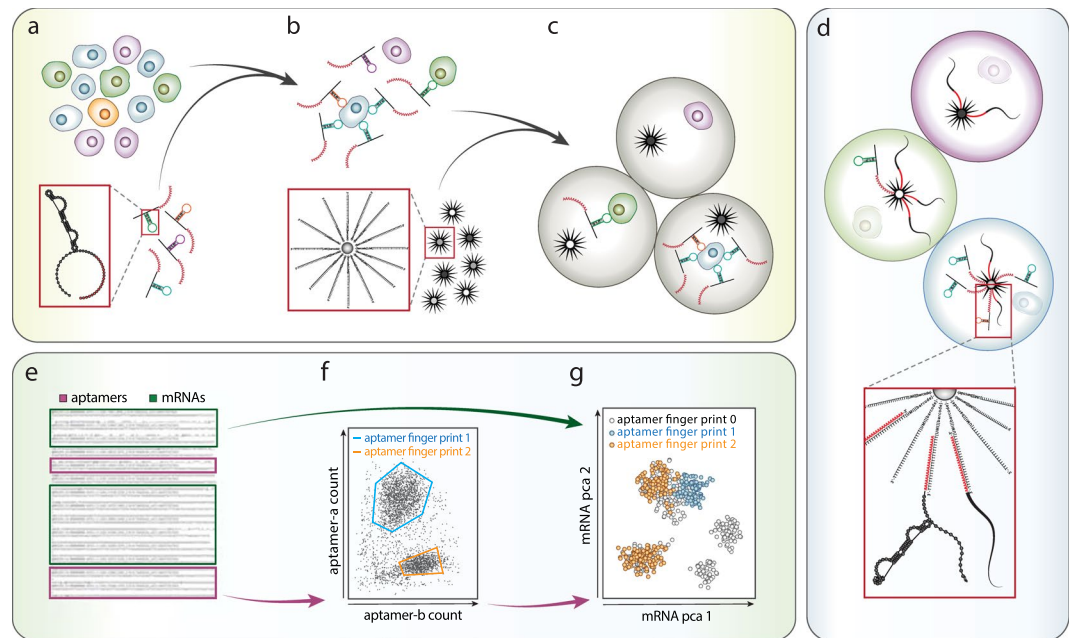 a
b
c
d
e
aptamers
mRNAs
f
aptamer finger print 1
aptamer finger print 2
aptamer-a count
aptamer-b count
g
aptamer finger print 0
aptamer finger print 1
aptamer finger print 2
mRNA pca 2
mRNA pca 1